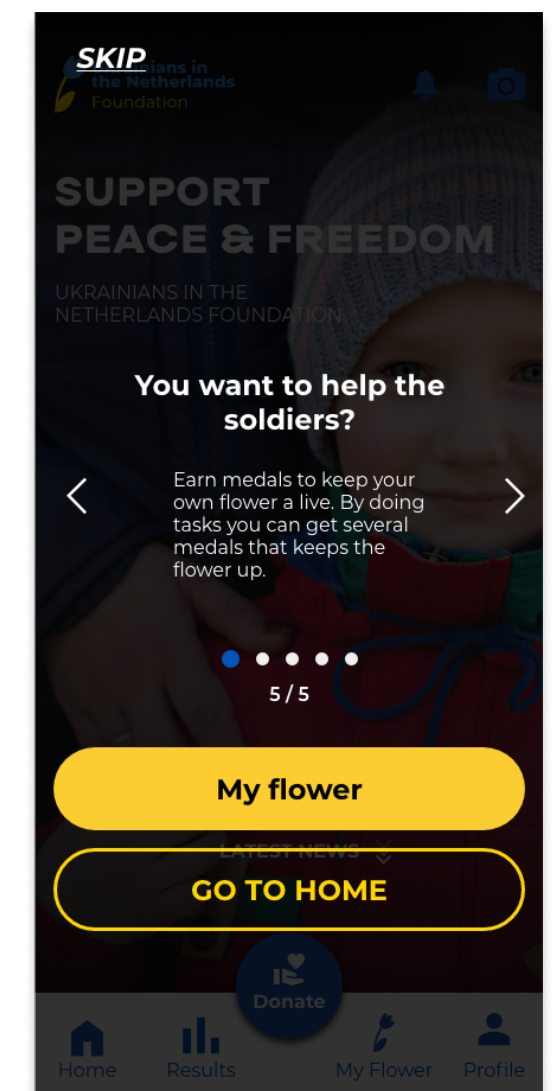 SKIP
Ukrainians in
the Netherlands
Foundation
SUPPORT
PEACE & FREEDOM
UKRAINIANS IN THE
NETHERLANDS FOUNDATION
You want to help the
soldiers?
Earn medals to keep your
own flower a live. By doing
tasks you can get several
medals that keeps the
flower up.
5 / 5
My flower
LATEST NEWS
GO TO HOME
Donate
Home Results My Flower Profile